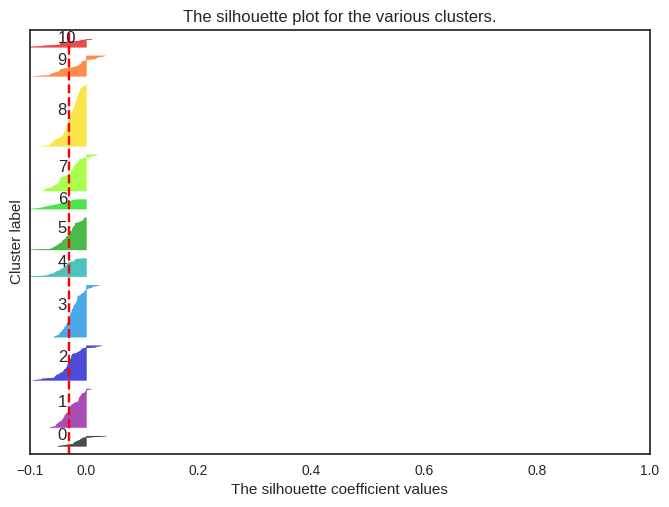 The silhouette plot for the various clusters.
10
9
8
7
6
5
4
3
2
1
0
Cluster label
−0.1 0.0 0.2 0.4 0.6 0.8 1.0
The silhouette coefficient values